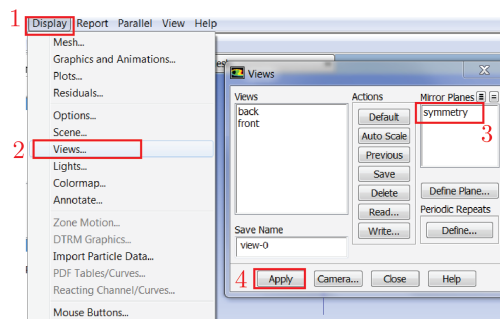 1
Display Report Parallel View Help
Mesh...
Graphics and Animations...
Plots...
Residuals...
Options...
Scene...
2
Views...
Lights...
Colormap...
Annotate...
Zone Motion...
DTRM Graphics...
Import Particle Data...
PDF Tables/Curves...
Reacting Channel/Curves...
Mouse Buttons...
Views
Views
back
front
Save Name
view-0
Actions
Default
Auto Scale
Previous
Save
Delete
Read...
Write...
Mirror Planes
symmetry
3
Define Plane...
Periodic Repeats
Define...
4
Apply Camera... Close Help